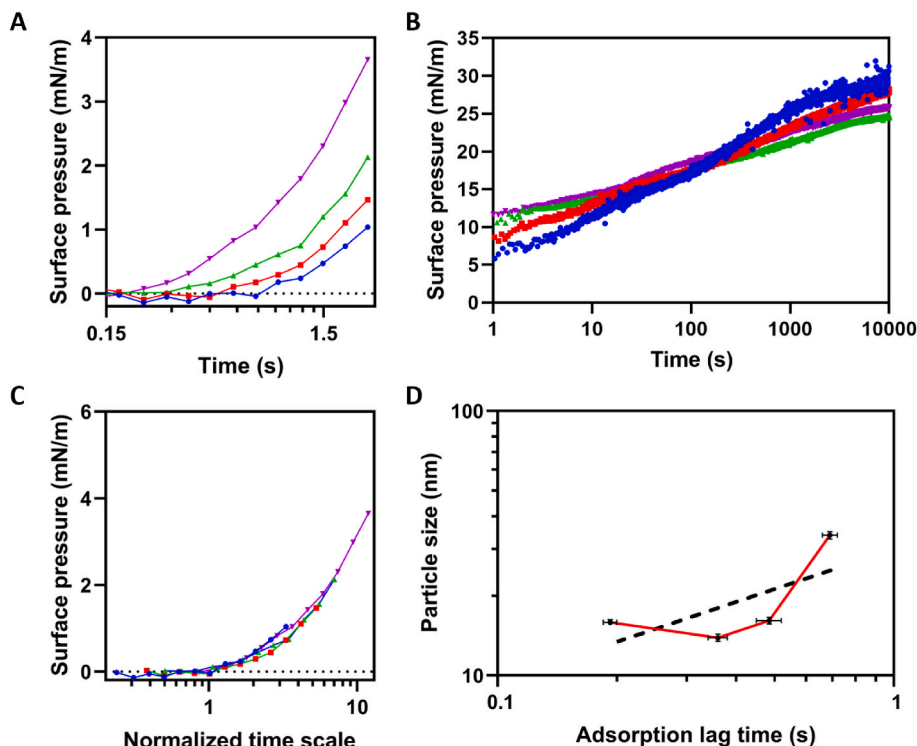 A
Surface pressure (mN/m)
4
3
2
1
0
0.15
1.5
Time (s)
B
Surface pressure (mN/m)
35
30
25
20
15
10
5
0
1
10
100
1000
10000
Time (s)
C
Surface pressure (mN/m)
6
4
2
0
1
10
Normalized time scale
D
Particle size (nm)
100
10
0.1
1
Adsorption lag time (s)